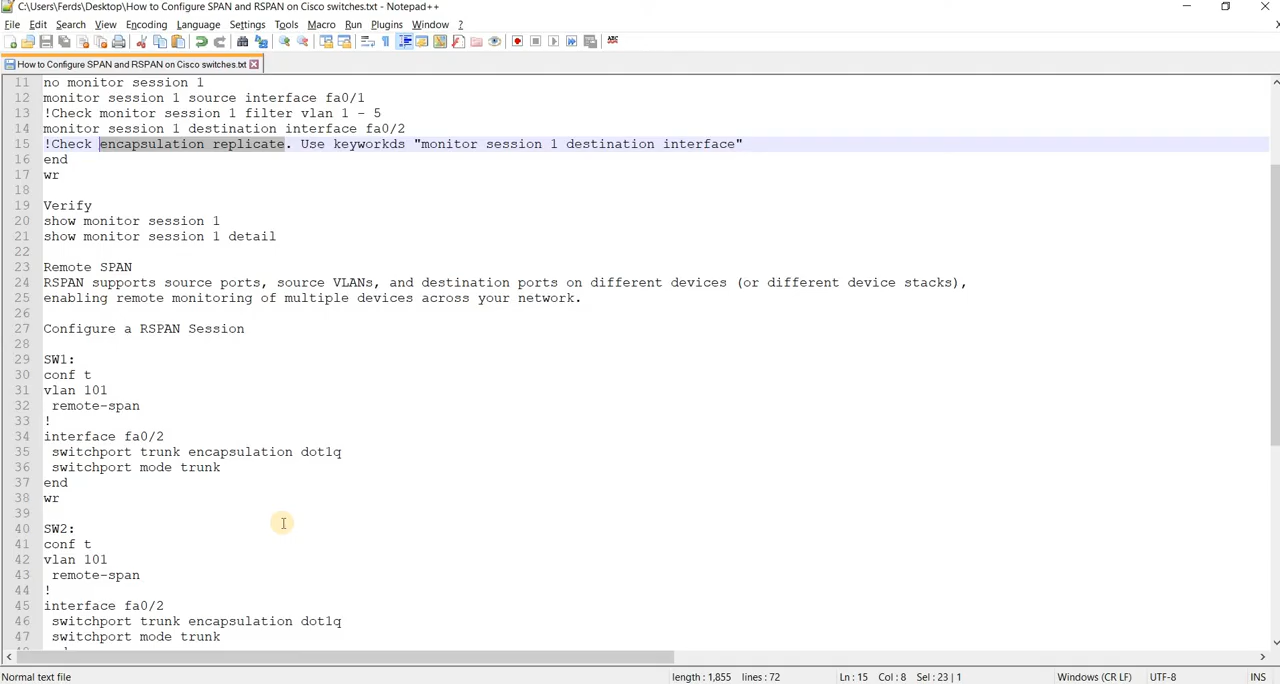 C:\Users\Ferds\Desktop\How to Configure SPAN and RSPAN on Cisco switches.txt - Notepad++
File Edit Search View Encoding Language Settings Tools Macro Run Plugins Window ?
How to Configure SPAN and RSPAN on Cisco switches.txt
11 no monitor session 1
12 monitor session 1 source interface fa0/1
13 !Check monitor session 1 filter vlan 1 - 5
14 monitor session 1 destination interface fa0/2
15 !Check encapsulation replicate. Use keyworkds "monitor session 1 destination interface"
16 end
17 wr
18
19 Verify
20 show monitor session 1
21 show monitor session 1 detail
22
23 Remote SPAN
24 RSPAN supports source ports, source VLANs, and destination ports on different devices (or different device stacks),
25 enabling remote monitoring of multiple devices across your network.
26
27 Configure a RSPAN Session
28
29 SW1:
30 conf t
31 vlan 101
32 remote-span
33 !
34 interface fa0/2
35 switchport trunk encapsulation dot1q
36 switchport mode trunk
37 end
38 wr
39
40 SW2:
41 conf t
42 vlan 101
43 remote-span
44 !
45 interface fa0/2
46 switchport trunk encapsulation dot1q
47 switchport mode trunk
Normal text file length : 1,855 lines : 72 Ln : 15 Col : 8 Sel : 23 | 1 Windows (CR LF) UTF-8 INS